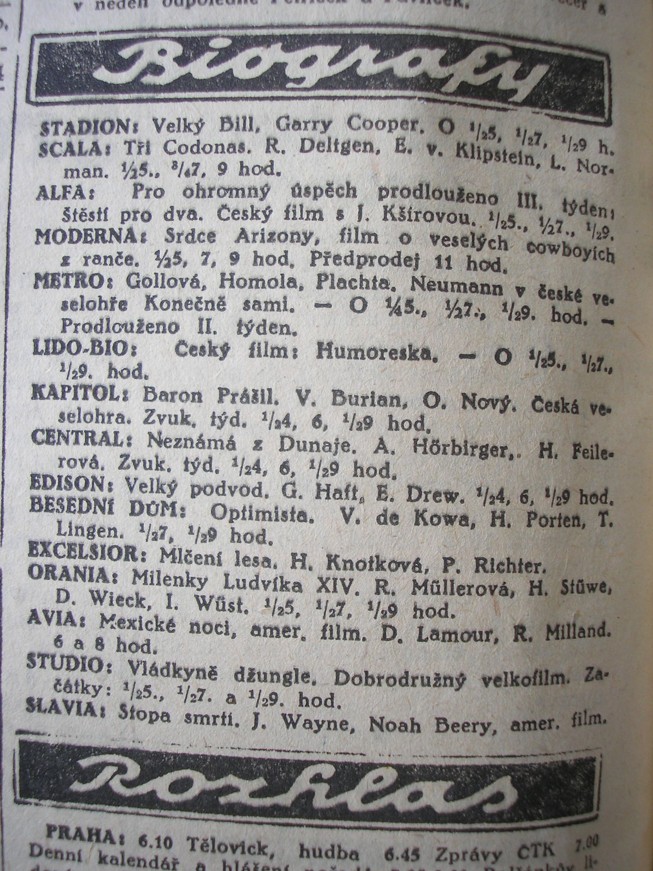 v neděli odpoledne
Biografy
STADION: Velký Bill, Garry Cooper. O ½5, ½7, ½9 h.
SCALA: Tři Codonas. R. Deltgen, E. v. Klipstein, L. Nor-
man. ½5., ¾7, 9 hod.
ALFA: Pro ohromný úspěch prodlouženo III. týden:
Štěstí pro dva. Český film s J. Kšírovou. ½5., ½7., ½9.
MODERNA: Srdce Arizony, film o veselých cowboyích
z ranče. ½5, 7, 9 hod. Předprodej 11 hod.
METRO: Gollová, Homola, Plachta, Neumann v české ve-
selohře Konečně sami. — O ¼5., ½7., ½9. hod. —
Prodlouženo II. týden.
LIDO-BIO: Český film: Humoreska. — O ½5., ½7.,
½9. hod.
KAPITOL: Baron Prášil. V. Burian, O. Nový. Česká ve-
selohra. Zvuk. týd. ½4, 6, ½9 hod.
CENTRAL: Neznámá z Dunaje. A. Hörbirger,. H. Feile-
rová. Zvuk. týd. ½4, 6, ½9 hod.
EDISON: Velký podvod. G. Haft, E. Drew. ½4, 6, ½9 hod.
BESEDNÍ DŮM: Optimista. V. de Kowa, H. Porten, T.
Lingen. ½7, ½9 hod.
EXCELSIOR: Mlčení lesa. H. Knotková, P. Richter.
ORANIA: Milenky Ludvíka XIV. R. Müllerová, H. Stüwe,
D. Wieck, I. Wüst. ½5, ½7, ½9 hod.
AVIA: Mexické noci, amer. film. D. Lamour, R. Milland.
6 a 8 hod.
STUDIO: Vládkyně džungle. Dobrodružný velkofilm. Za-
čátky: ½5., ½7. a ½9. hod.
SLAVIA: Stopa smrti. J. Wayne, Noah Beery, amer. film.
Rozhlas
PRAHA: 6.10 Tělovick, hudba 6.45 Zprávy ČTK 7.00
Denní kalendář a hlášení